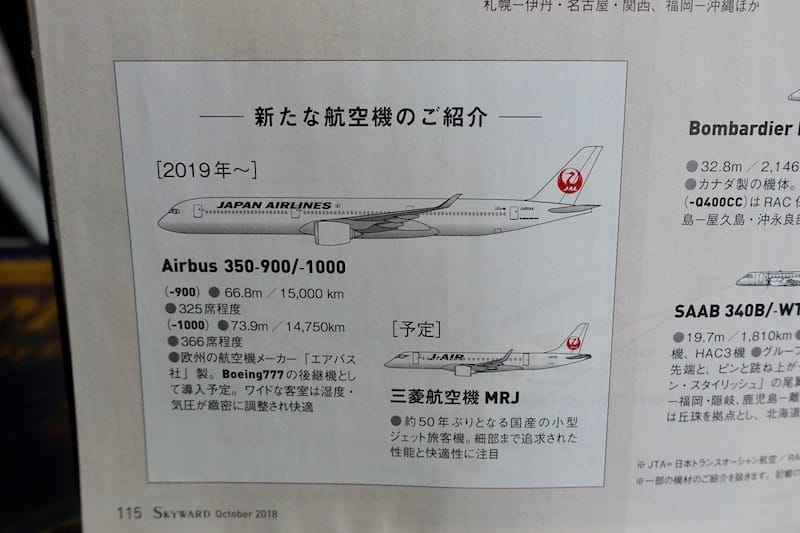 札幌ー伊丹・名古屋・関西、福岡ー沖縄ほか
新たな航空機のご紹介
[2019年〜]
JAPAN AIRLINES
JAL
Airbus 350-900/-1000
(-900) ● 66.8m／15,000 km
●325席程度
(-1000) ● 73.9m／14,750km
●366席程度
●欧州の航空機メーカー「エアバス
社」製。Boeing777の後継機とし
て導入予定。ワイドな客室は湿度・
気圧が緻密に調整され快適
[予定]
J-AIR
三菱航空機 MRJ
●約50年ぶりとなる国産の小型
ジェット旅客機。細部まで追求された
性能と快適性に注目
Bombardier
●32.8m／2,146
●カナダ製の機体。
(-Q400CC)はRAC
島ー屋久島・沖永良部
SAAB 340B/-WT
●19.7m／1,810km●
機、HAC3機 ●グルー
先端と、ピンと跳ね上が
ン・スタイリッシュ」の尾翼
ー福岡・隠岐、鹿児島ー離
は丘珠を拠点とし、北海道
※JTA=日本トランスオーシャン航空／RA
※一部の機材のご紹介を除きます。記載の
115 SKYWARD October 2018